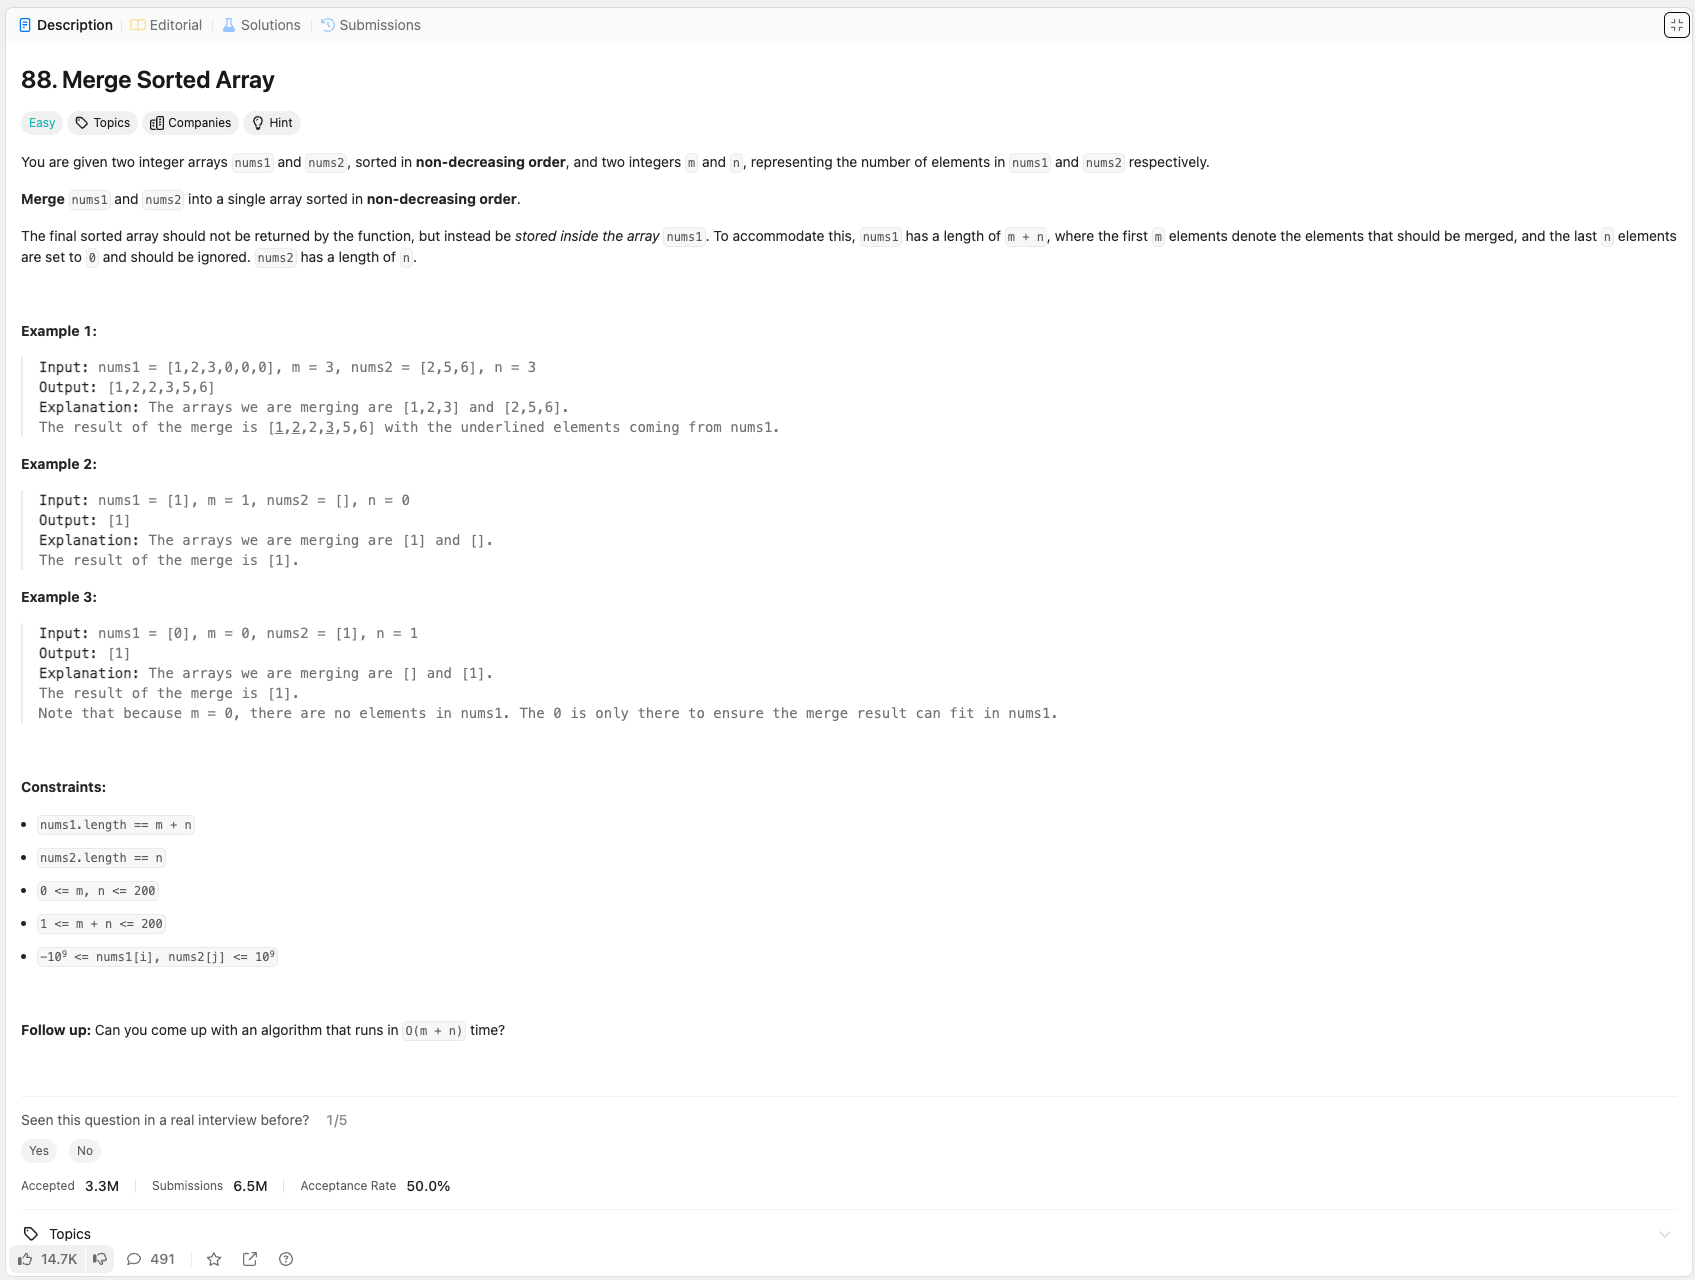 Description Editorial Solutions Submissions
88. Merge Sorted Array
Easy Topics Companies Hint
You are given two integer arrays nums1 and nums2, sorted in non-decreasing order, and two integers m and n, representing the number of elements in nums1 and nums2 respectively.
Merge nums1 and nums2 into a single array sorted in non-decreasing order.
The final sorted array should not be returned by the function, but instead be stored inside the array nums1. To accommodate this, nums1 has a length of m + n, where the first m elements denote the elements that should be merged, and the last n elements
are set to 0 and should be ignored. nums2 has a length of n.
Example 1:
Input: nums1 = [1,2,3,0,0,0], m = 3, nums2 = [2,5,6], n = 3
Output: [1,2,2,3,5,6]
Explanation: The arrays we are merging are [1,2,3] and [2,5,6].
The result of the merge is [1,2,2,3,5,6] with the underlined elements coming from nums1.
Example 2:
Input: nums1 = [1], m = 1, nums2 = [], n = 0
Output: [1]
Explanation: The arrays we are merging are [1] and [].
The result of the merge is [1].
Example 3:
Input: nums1 = [0], m = 0, nums2 = [1], n = 1
Output: [1]
Explanation: The arrays we are merging are [] and [1].
The result of the merge is [1].
Note that because m = 0, there are no elements in nums1. The 0 is only there to ensure the merge result can fit in nums1.
Constraints:
• nums1.length == m + n
• nums2.length == n
• 0 <= m, n <= 200
• 1 <= m + n <= 200
• -10⁹ <= nums1[i], nums2[j] <= 10⁹
Follow up: Can you come up with an algorithm that runs in O(m + n) time?
Seen this question in a real interview before? 1/5
Yes No
Accepted 3.3M Submissions 6.5M Acceptance Rate 50.0%
Topics
14.7K 491